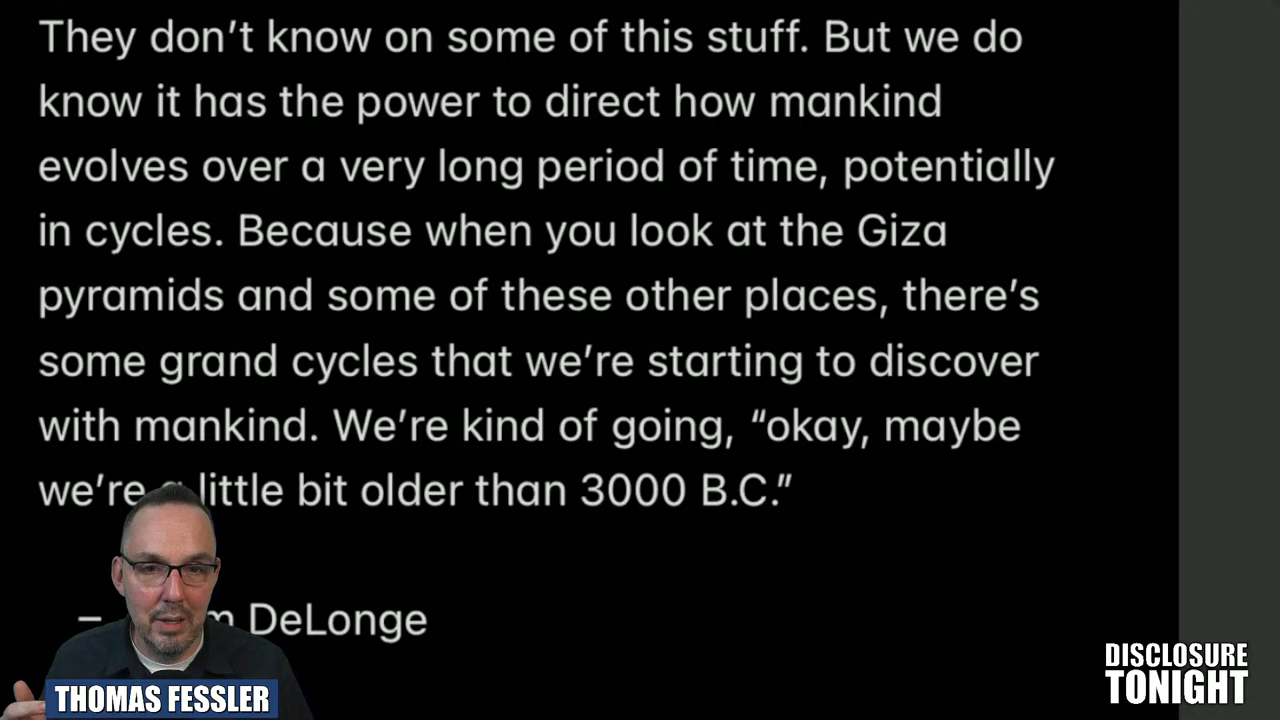 They don’t know on some of this stuff. But we do
know it has the power to direct how mankind
evolves over a very long period of time, potentially
in cycles. Because when you look at the Giza
pyramids and some of these other places, there’s
some grand cycles that we’re starting to discover
with mankind. We’re kind of going, “okay, maybe
we’re a little bit older than 3000 B.C.”
– DeLonge
THOMAS FESSLER
DISCLOSURE
TONIGHT